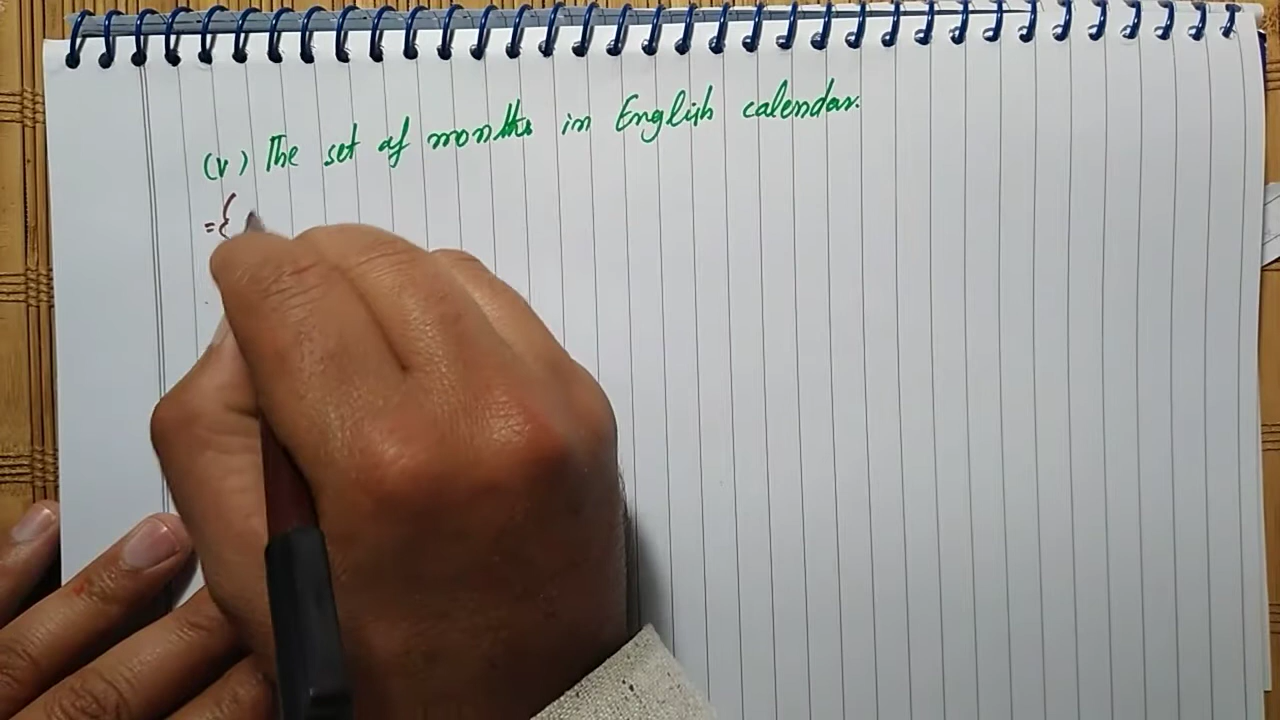 (v) The set of months in English calendar.
={